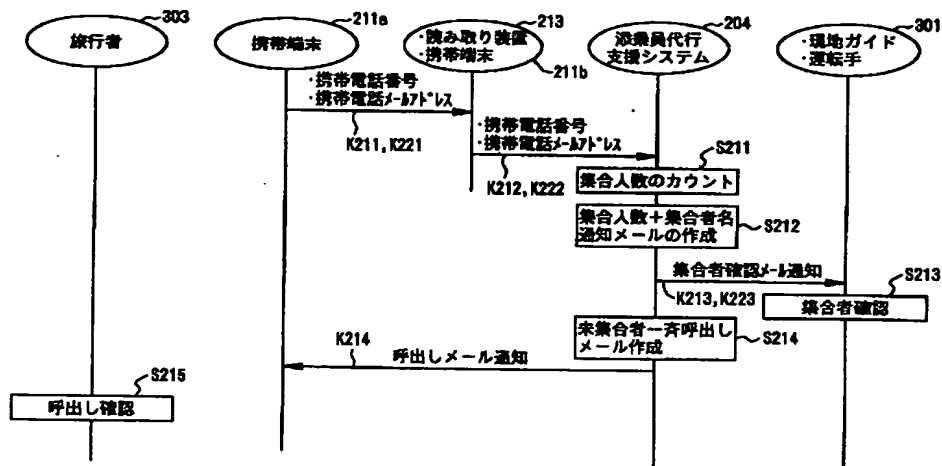 303
旅行者
211a
携帯端末
213
・読み取り装置
・携帯端末
211b
204
添乗員代行
支援システム
301
・現地ガイド
・運転手
・携帯電話番号
・携帯電話メールアドレス
K211, K221
・携帯電話番号
・携帯電話メールアドレス
K212, K222
S211
集合人数のカウント
集合人数+集合者名
通知メールの作成
S212
集合者確認メール通知
K213, K223
S213
集合者確認
未集合者一斉呼出し
メール作成
S214
K214
呼出しメール通知
S215
呼出し確認